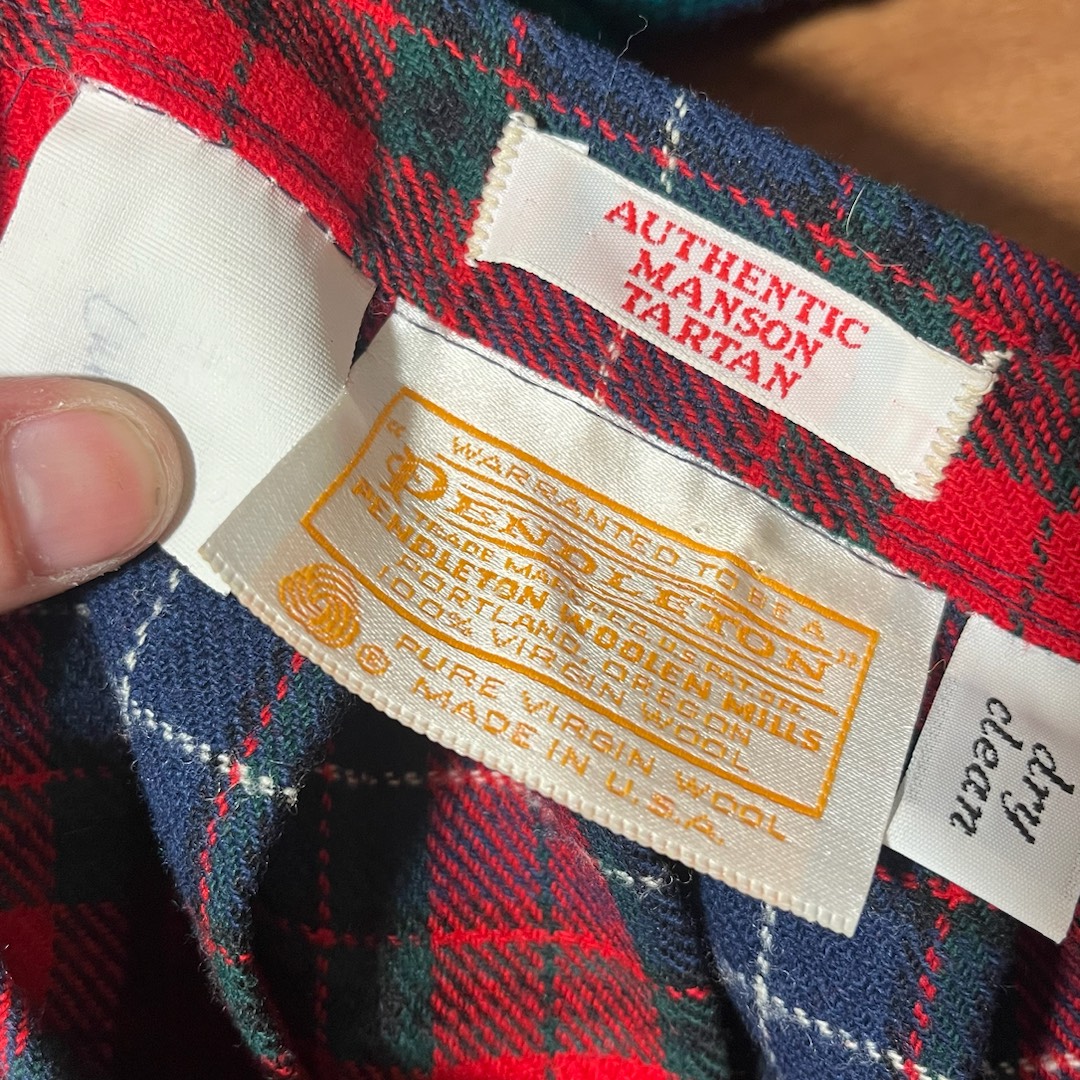 AUTHENTIC
MANSON
TARTAN
WARRANTED TO BE A
"PENDLETON"
TRADE MARK REG. U.S. PAT. OFF.
PENDLETON WOOLEN MILLS
PORTLAND, OREGON
100% VIRGIN WOOL
PURE VIRGIN WOOL
®
MADE IN U.S.A.
dry
clean